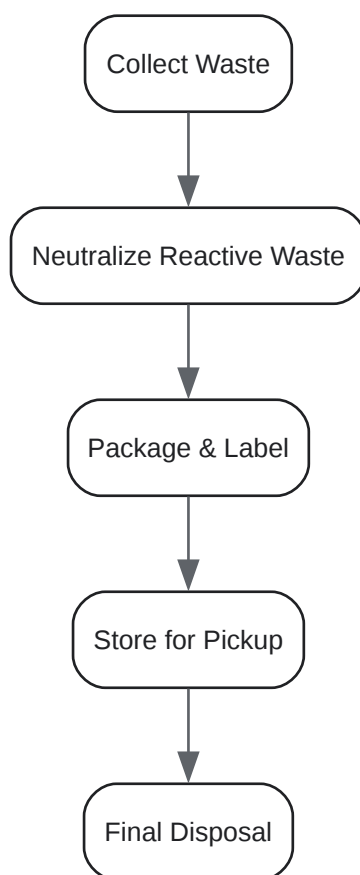 Collect Waste
Neutralize Reactive Waste
Package & Label
Store for Pickup
Final Disposal